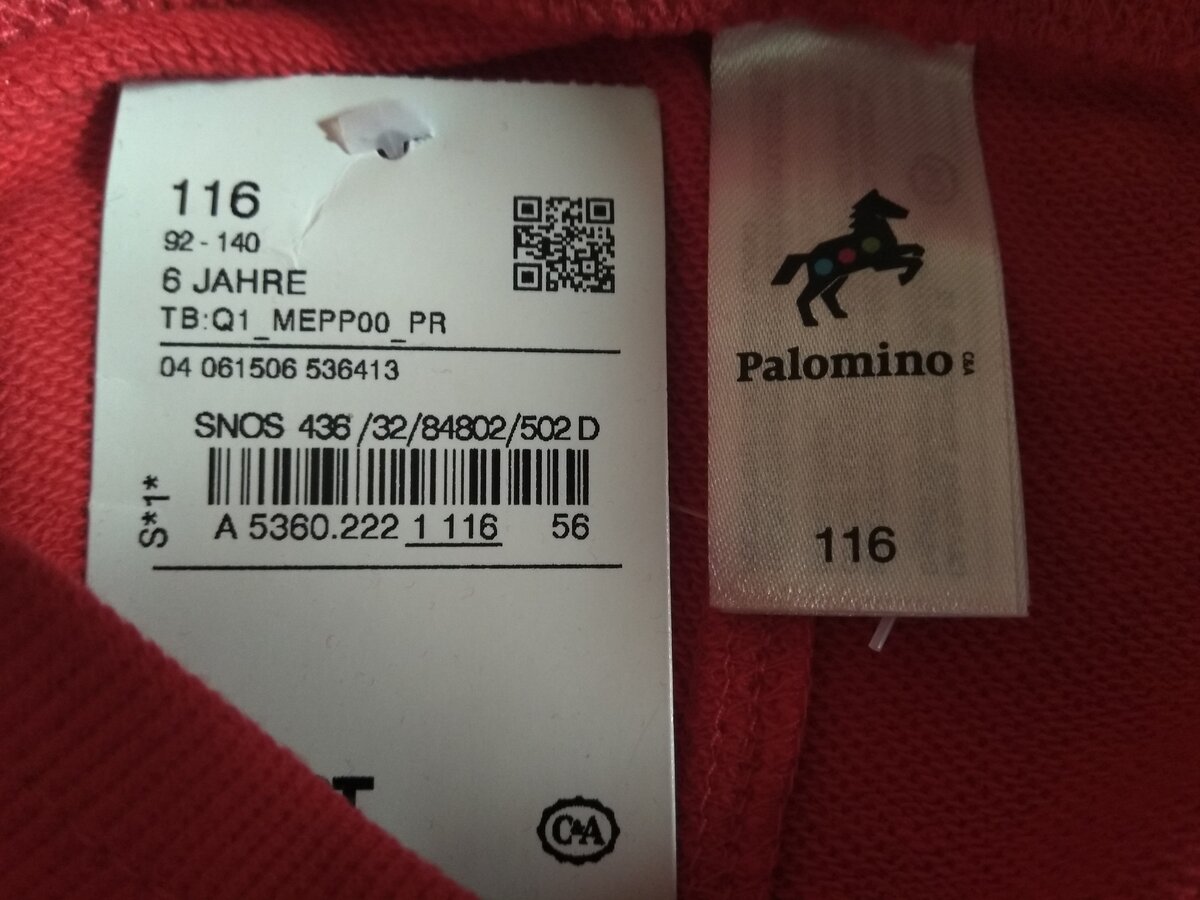 116
92 - 140
6 JAHRE
TB:Q1_MEPP00_PR
04 061506 536413
SNOS 436/32/84802/502 D
S*1*
A 5360.222 1 116 56
C&A
Palomino C&A
116